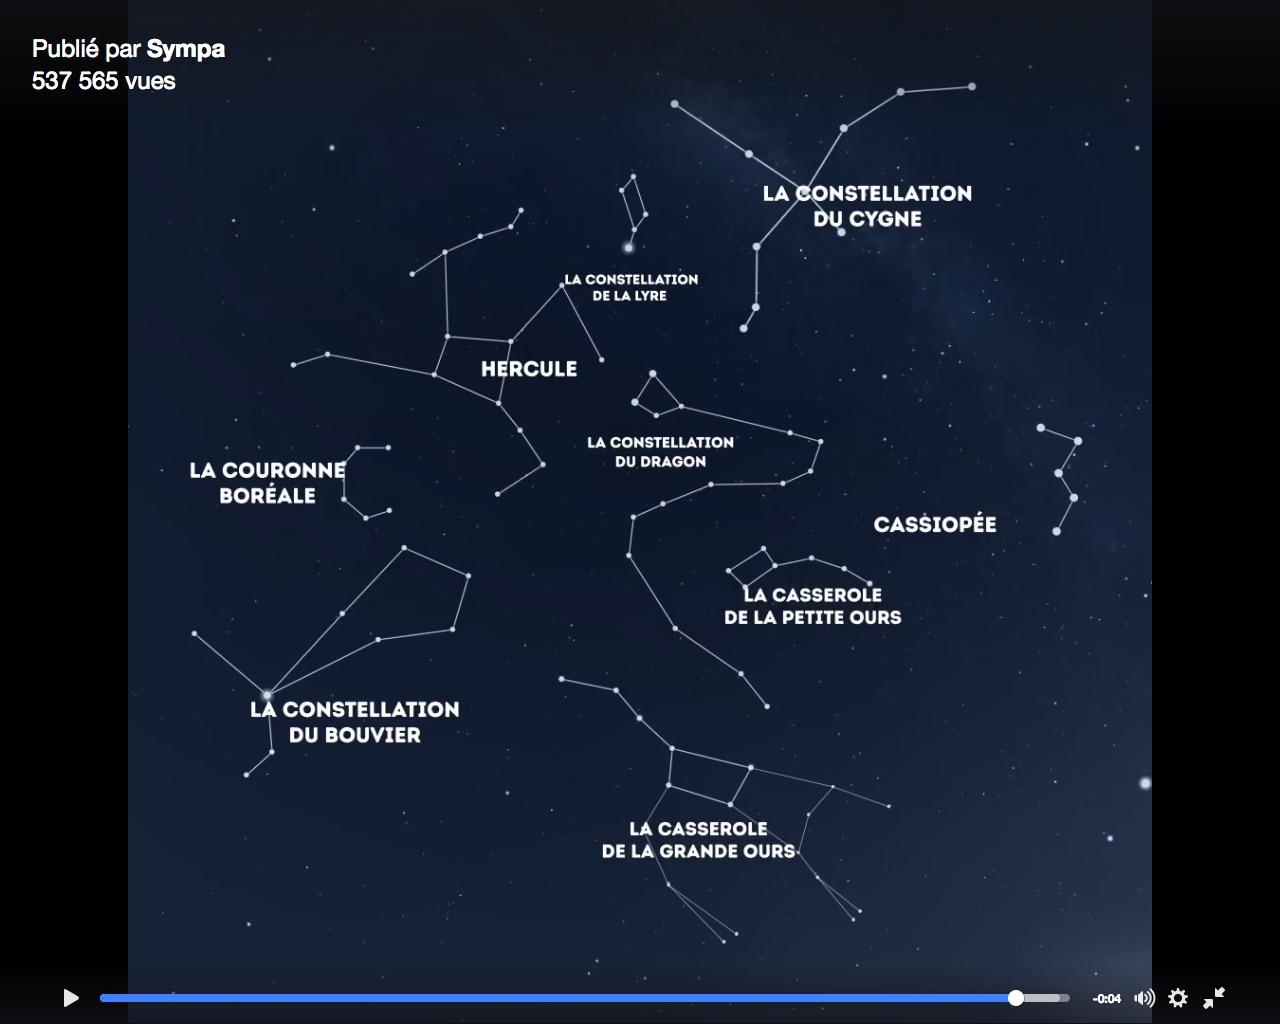 Publié par Sympa
537 565 vues
LA CONSTELLATION
DU CYGNE
LA CONSTELLATION
DE LA LYRE
HERCULE
LA CONSTELLATION
DU DRAGON
LA COURONNE
BORÉALE
CASSIOPÉE
LA CASSEROLE
DE LA PETITE OURS
LA CONSTELLATION
DU BOUVIER
LA CASSEROLE
DE LA GRANDE OURS
-0:04